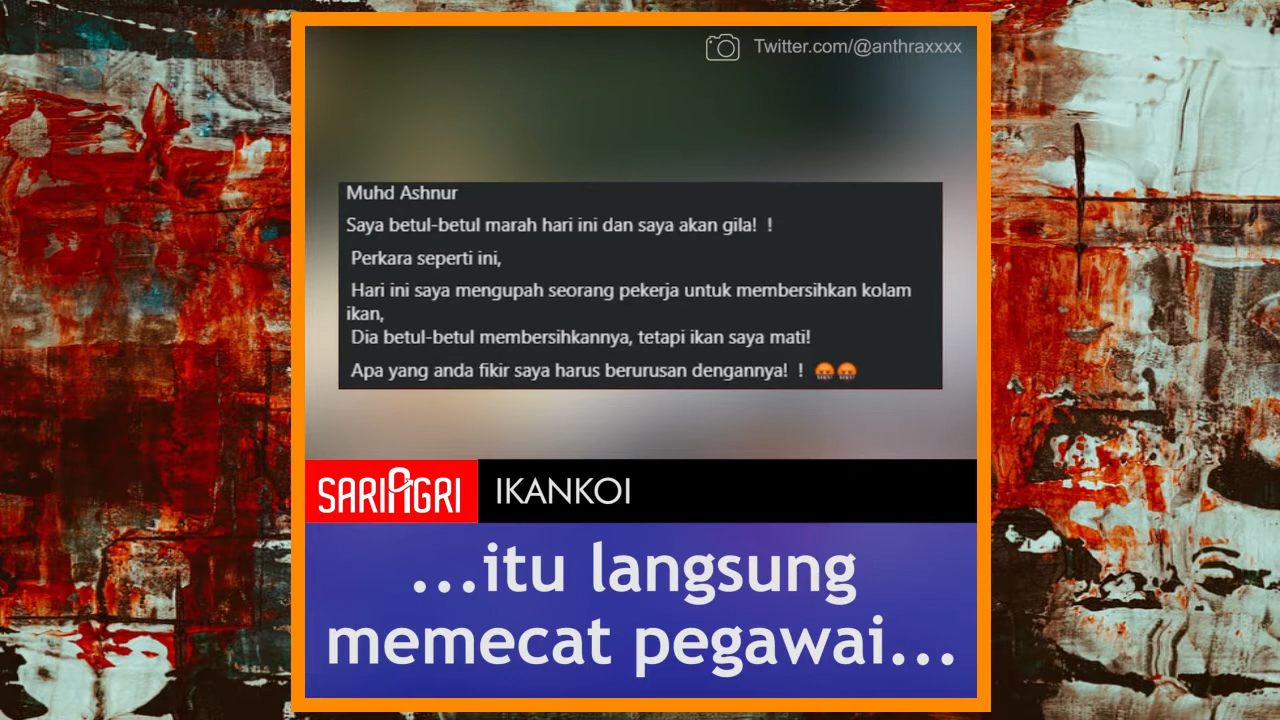 Twitter.com/@anthraxxxx
Muhd Ashnur
Saya betul-betul marah hari ini dan saya akan gila! !
Perkara seperti ini,
Hari ini saya mengupah seorang pekerja untuk membersihkan kolam
ikan,
Dia betul-betul membersihkannya, tetapi ikan saya mati!
Apa yang anda fikir saya harus berurusan dengannya! ! 🤬🤬
SARIAGRI IKANKOI
...itu langsung
memecat pegawai...